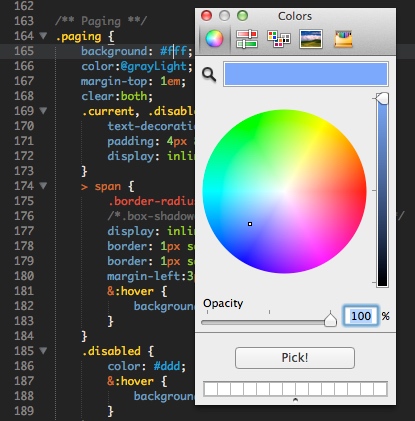 162
163 /** Paging **/
164 .paging {
165 background: #fff;
166 color:@grayLight;
167 margin-top: 1em;
168 clear:both;
169 .current, .disable
170 text-decorati
171 padding: 4px
172 display: inli
173 }
174 > span {
175 .border-radiu
176 /*.box-shadow
177 display: inli
178 border: 1px s
179 border: 1px s
180 margin-left:3
181 &:hover {
182 background
183 }
184 }
185 .disabled {
186 color: #ddd;
187 &:hover {
188 background
189 }
Colors
Opacity
100 %
Pick!